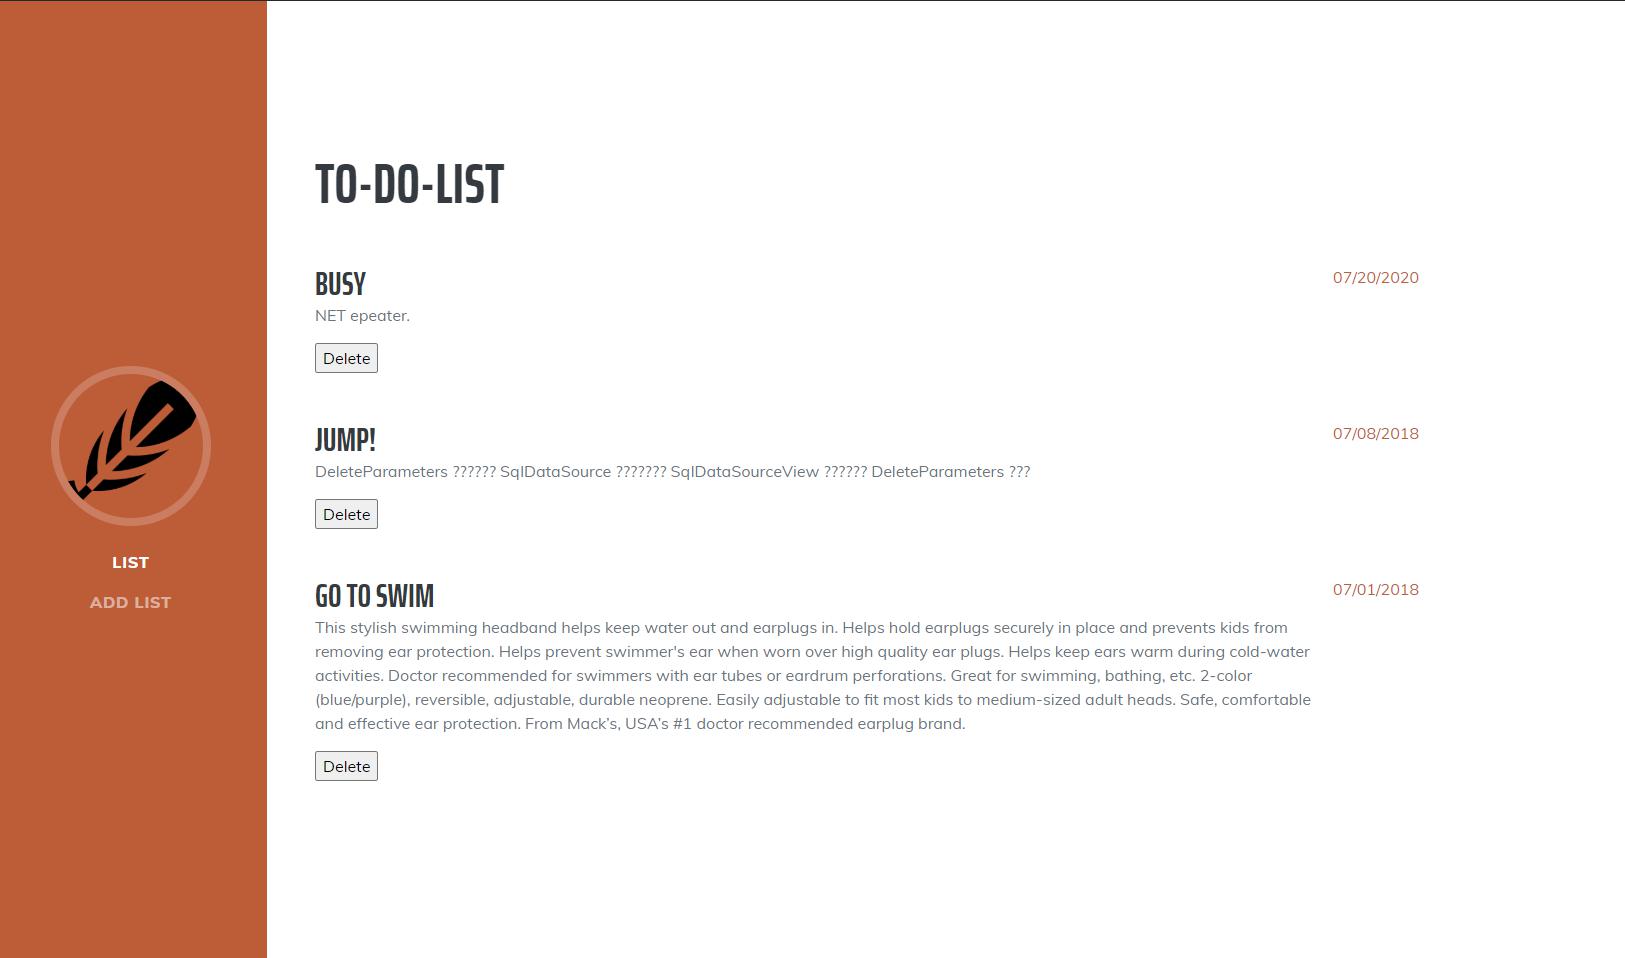 TO-DO-LIST
BUSY
07/20/2020
NET epeater.
Delete
JUMP!
07/08/2018
DeleteParameters ?????? SqlDataSource ??????? SqlDataSourceView ?????? DeleteParameters ???
Delete
LIST
ADD LIST
GO TO SWIM
07/01/2018
This stylish swimming headband helps keep water out and earplugs in. Helps hold earplugs securely in place and prevents kids from
removing ear protection. Helps prevent swimmer's ear when worn over high quality ear plugs. Helps keep ears warm during cold-water
activities. Doctor recommended for swimmers with ear tubes or eardrum perforations. Great for swimming, bathing, etc. 2-color
(blue/purple), reversible, adjustable, durable neoprene. Easily adjustable to fit most kids to medium-sized adult heads. Safe, comfortable
and effective ear protection. From Mack’s, USA’s #1 doctor recommended earplug brand.
Delete